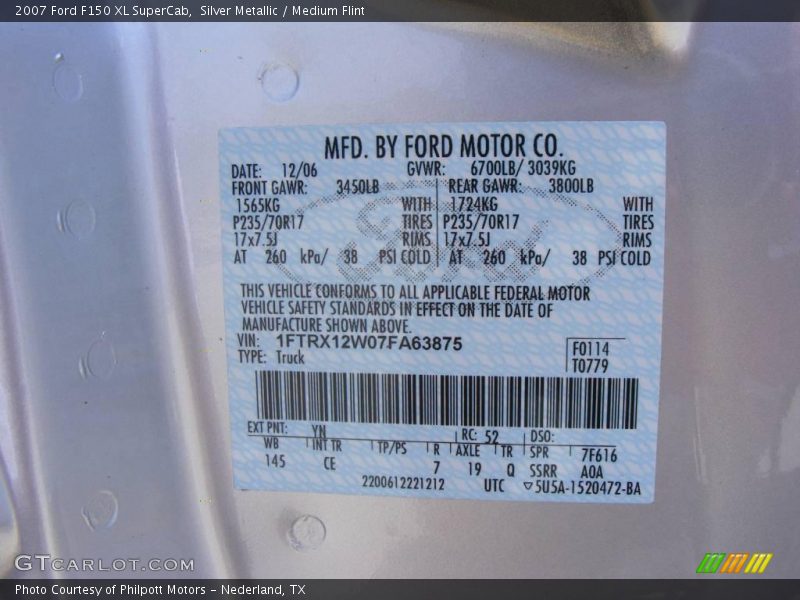 2007 Ford F150 XL SuperCab,  Silver Metallic / Medium Flint
MFD. BY FORD MOTOR CO.
DATE: 12/06 GVWR: 6700LB/ 3039KG
FRONT GAWR: 3450LB REAR GAWR: 3800LB
1565KG WITH 1724KG WITH
P235/70R17 TIRES P235/70R17 TIRES
17x7.5J RIMS 17x7.5J RIMS
AT 260 kPa/ 38 PSI COLD AT 260 kPa/ 38 PSI COLD
Ford
THIS VEHICLE CONFORMS TO ALL APPLICABLE FEDERAL MOTOR
VEHICLE SAFETY STANDARDS IN EFFECT ON THE DATE OF
MANUFACTURE SHOWN ABOVE.
VIN: 1FTRX12W07FA63875
TYPE: Truck
F0114
T0779
EXT PNT: YN RC: 52 DSO:
WB INT TR TP/PS R AXLE TR SPR 7F616
145 CE 7 19 Q SSRR A0A
2200612221212 UTC ▽5U5A-1520472-BA
GTCARLOT.COM
Photo Courtesy of Philpott Motors – Nederland, TX